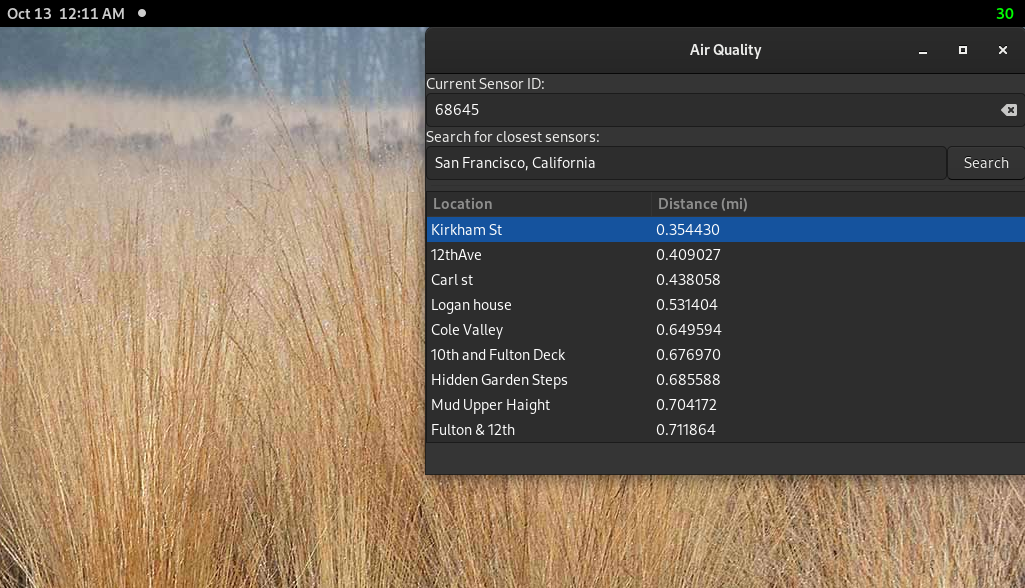 Oct 13 12:11 AM
30
Air Quality
Current Sensor ID:
68645
Search for closest sensors:
San Francisco, California
Search
Location Distance (mi)
Kirkham St 0.354430
12thAve 0.409027
Carl st 0.438058
Logan house 0.531404
Cole Valley 0.649594
10th and Fulton Deck 0.676970
Hidden Garden Steps 0.685588
Mud Upper Haight 0.704172
Fulton & 12th 0.711864